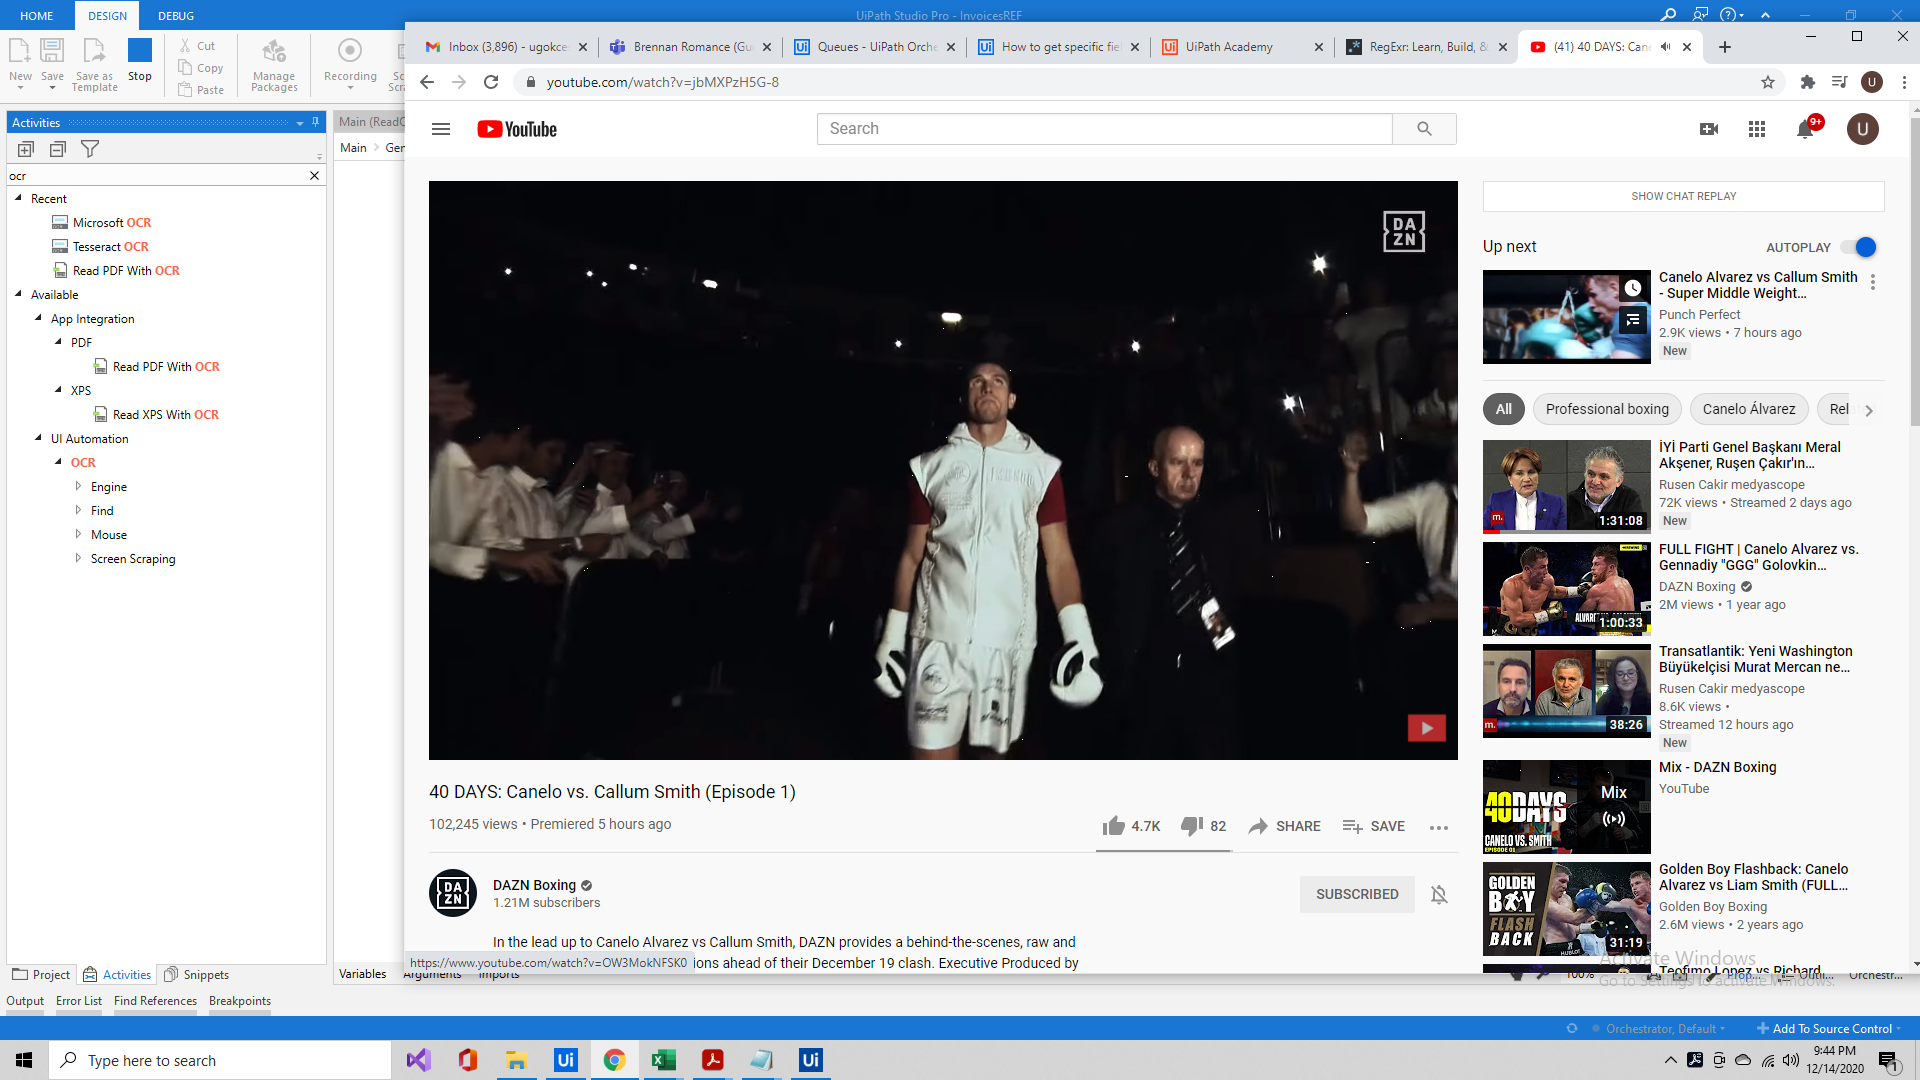 HOME
DESIGN
DEBUG
UiPath Studio Pro - InvoicesREF
New
Save
Save as
Template
Stop
Cut
Copy
Paste
Manage
Packages
Recording
Inbox (3,896) - ugokce
Brennan Romance (Gu
Queues - UiPath Orche
How to get specific fiel
UiPath Academy
RegExr: Learn, Build, &
(41) 40 DAYS: Can
youtube.com/watch?v=jbMXPzH5G-8
Activities
ocr
Recent
Microsoft OCR
Tesseract OCR
Read PDF With OCR
Available
App Integration
PDF
Read PDF With OCR
XPS
Read XPS With OCR
UI Automation
OCR
Engine
Find
Mouse
Screen Scraping
Main (ReadC
Main
Gen
YouTube
Search
9+
U
DAZN
SHOW CHAT REPLAY
Up next
AUTOPLAY
Canelo Alvarez vs Callum Smith
- Super Middle Weight...
Punch Perfect
2.9K views • 7 hours ago
New
All
Professional boxing
Canelo Álvarez
Rel
İYİ Parti Genel Başkanı Meral
Akşener, Ruşen Çakır'ın...
Rusen Cakir medyascope
72K views • Streamed 2 days ago
New
1:31:08
FULL FIGHT | Canelo Alvarez vs.
Gennadiy "GGG" Golovkin...
DAZN Boxing
2M views • 1 year ago
1:00:33
Transatlantik: Yeni Washington
Büyükelçisi Murat Mercan ne...
Rusen Cakir medyascope
8.6K views •
Streamed 12 hours ago
New
38:26
Mix - DAZN Boxing
YouTube
Mix
40DAYS
CANELO VS. SMITH
EPISODE 01
Golden Boy Flashback: Canelo
Alvarez vs Liam Smith (FULL...
Golden Boy Boxing
2.6M views • 2 years ago
GOLDEN
BOY
FLASH
BACK
31:19
Teofimo Lopez vs Richard
40 DAYS: Canelo vs. Callum Smith (Episode 1)
102,245 views • Premiered 5 hours ago
4.7K
82
SHARE
SAVE
DAZN Boxing
1.21M subscribers
SUBSCRIBED
In the lead up to Canelo Alvarez vs Callum Smith, DAZN provides a behind-the-scenes, raw and
ions ahead of their December 19 clash. Executive Produced by
https://www.youtube.com/watch?v=OW3MokNFSK0
Activate Windows
Go to Settings to activate Windows.
Project
Activities
Snippets
Variables
Arguments
Imports
100%
Orchestr...
Output
Error List
Find References
Breakpoints
Orchestrator, Default
Add To Source Control
Type here to search
9:44 PM
12/14/2020
1